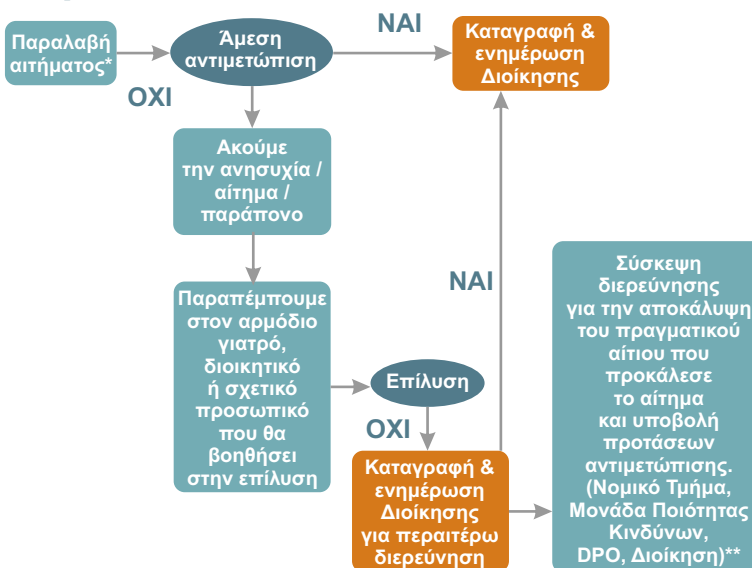 Παραλαβή
αιτήματος*
Άμεση
αντιμετώπιση
ΝΑΙ
Καταγραφή &
ενημέρωση
Διοίκησης
ΟΧΙ
Ακούμε
την ανησυχία /
αίτημα /
παράπονο
Παραπέμπουμε
στον αρμόδιο
γιατρό,
διοικητικό
ή σχετικό
προσωπικό
που θα
βοηθήσει
στην επίλυση
Επίλυση
ΝΑΙ
ΟΧΙ
Καταγραφή &
ενημέρωση
Διοίκησης
για περαιτέρω
διερεύνηση
Σύσκεψη
διερεύνησης
για την αποκάλυψη
του πραγματικού
αίτιου που
προκάλεσε
το αίτημα
και υποβολή
προτάσεων
αντιμετώπισης.
(Νομικό Τμήμα,
Μονάδα Ποιότητας
Κινδύνων,
DPO, Διοίκηση)**